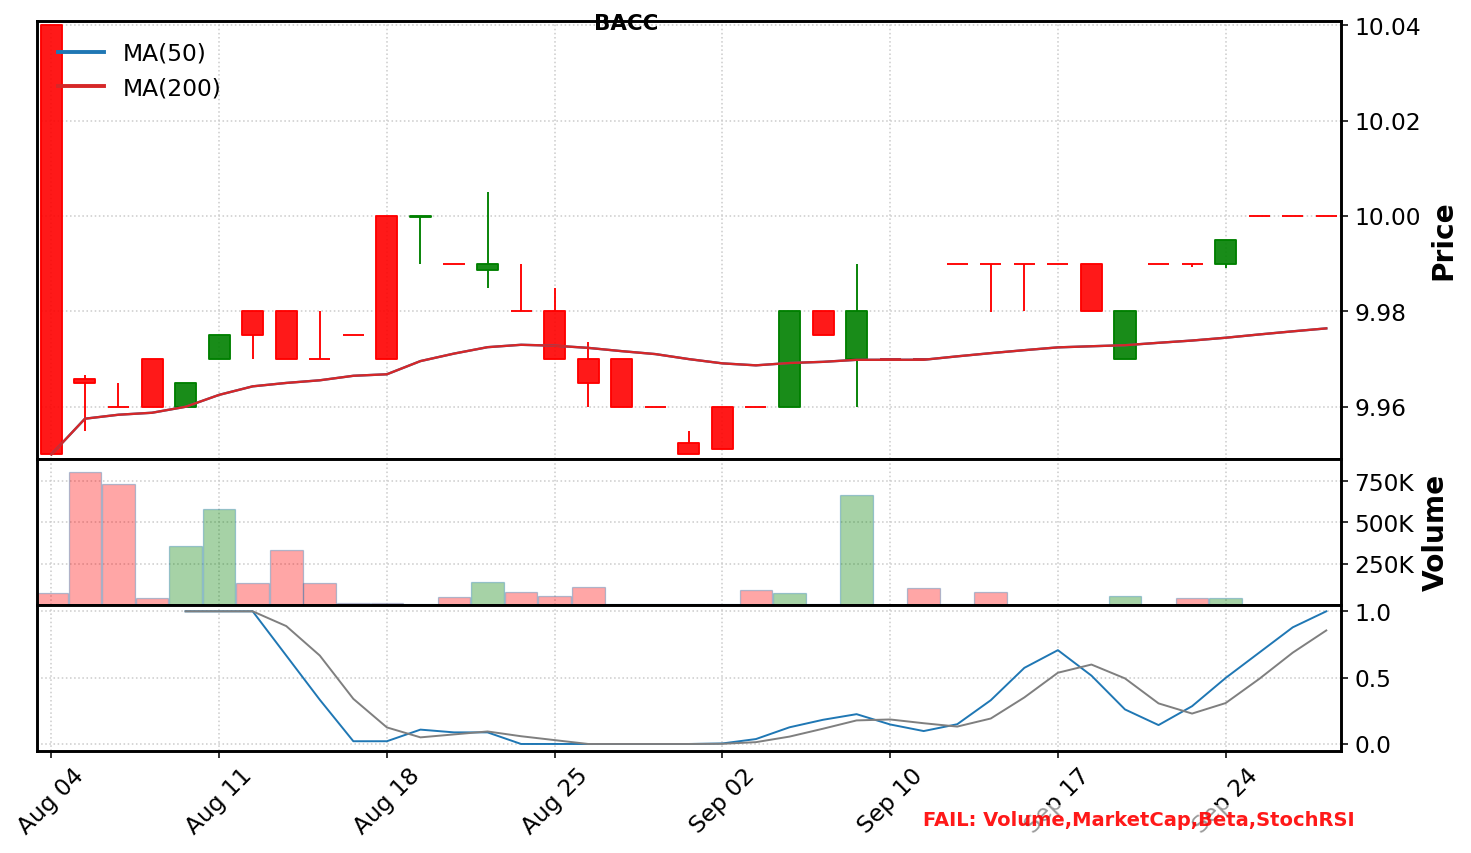 BACC
MA(50)
MA(200)
10.04
10.02
10.00
9.98
9.96
Price
750K
500K
250K
Volume
1.0
0.5
0.0
Aug 04
Aug 11
Aug 18
Aug 25
Sep 02
Sep 10
Sep 17
Sep 24
FAIL: Volume,MarketCap,Beta,StochRSI